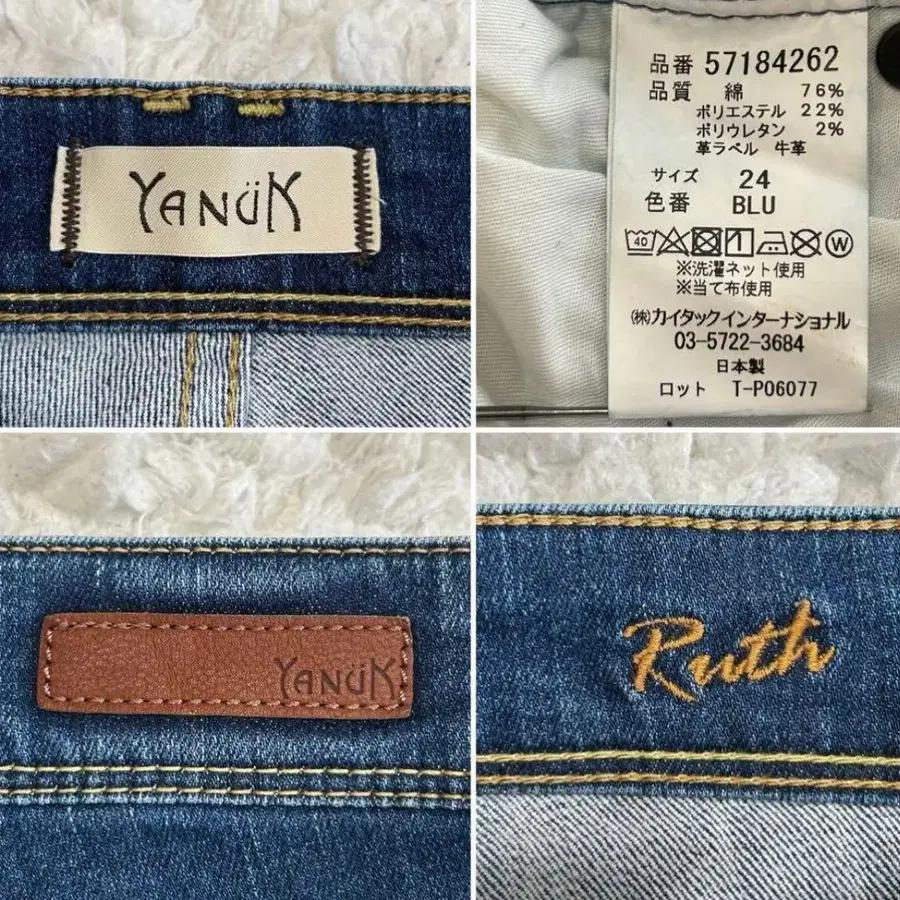 YANüK
品番 57184262
品質 綿 76%
ポリエステル 22%
ポリウレタン 2%
革ラベル 牛革
サイズ 24
色番 BLU
40 1 W
※洗濯ネット使用
※当て布使用
㈱カイタックインターナショナル
03-5722-3684
日本製
ロット T-P06077
YANüK
Ruth